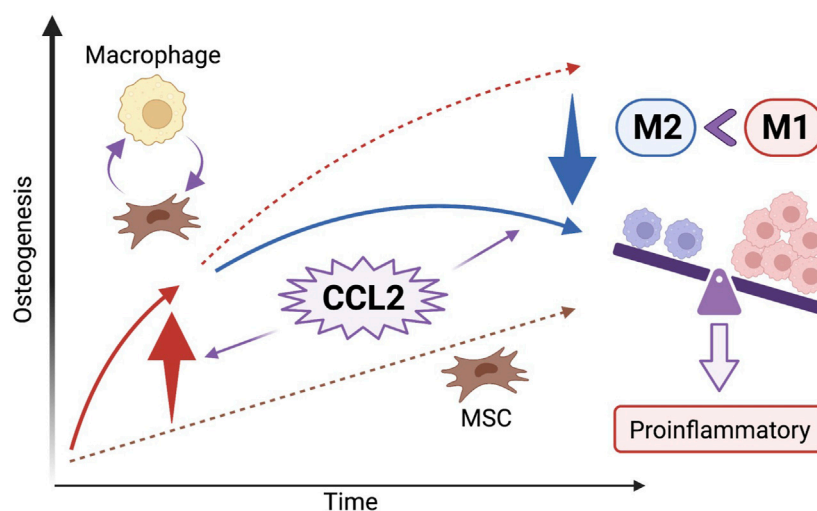 Macrophage
M2 < M1
Osteogenesis
CCL2
MSC
Proinflammatory
Time